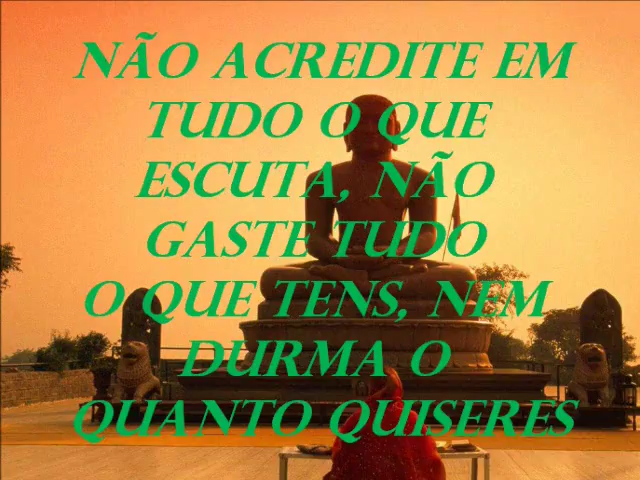 NÃO ACREDITE EM
TUDO O QUE
ESCUTA, NÃO
GASTE TUDO
O QUE TENS, NEM
DURMA O
QUANTO QUISERES